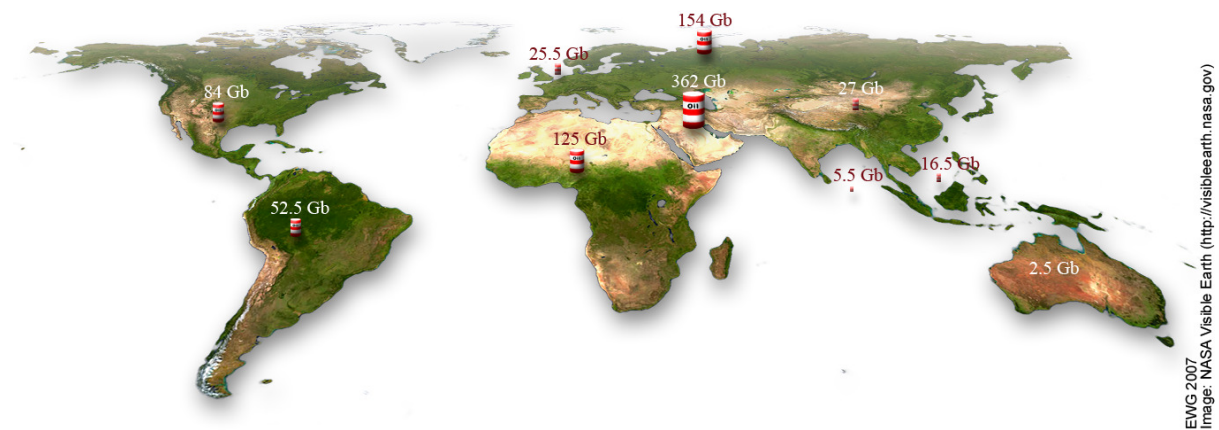 154 Gb
25.5 Gb
362 Gb
84 Gb
27 Gb
Oil
125 Gb
16.5 Gb
5.5 Gb
52.5 Gb
2.5 Gb
EWG 2007
Image: NASA Visible Earth (http://visibleearth.nasa.gov)